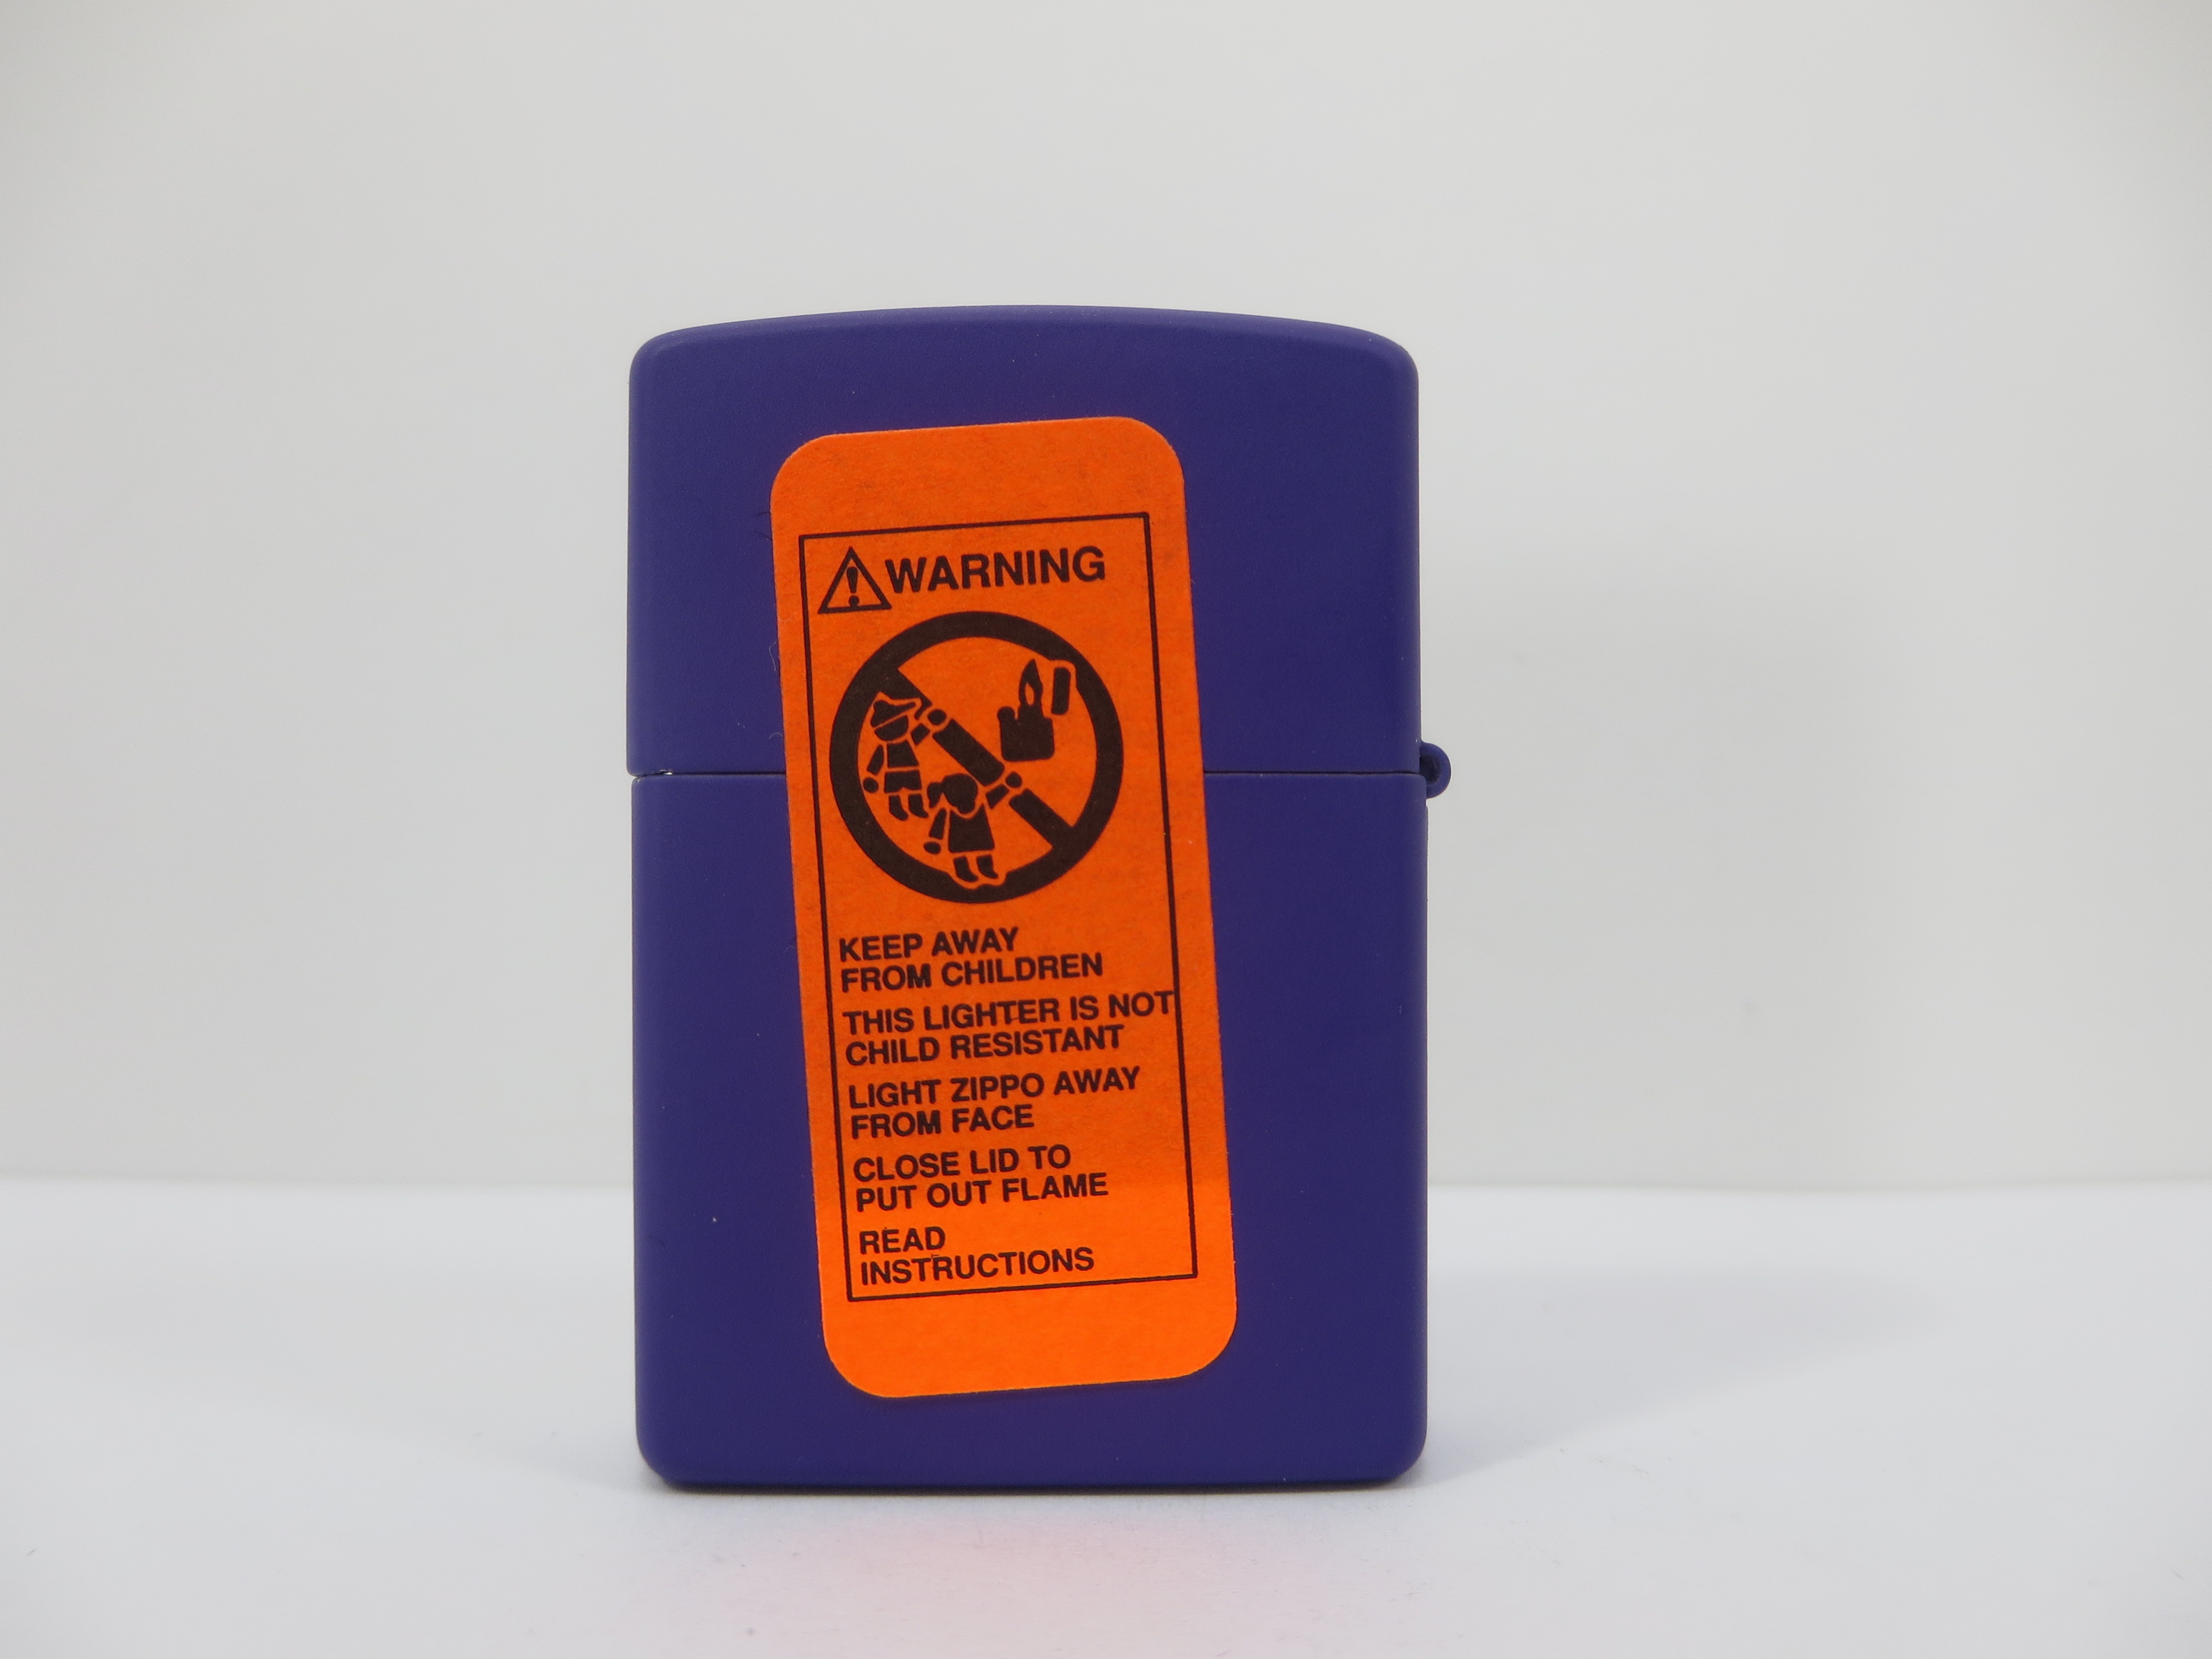 WARNING
KEEP AWAY
FROM CHILDREN
THIS LIGHTER IS NOT
CHILD RESISTANT
LIGHT ZIPPO AWAY
FROM FACE
CLOSE LID TO
PUT OUT FLAME
READ
INSTRUCTIONS